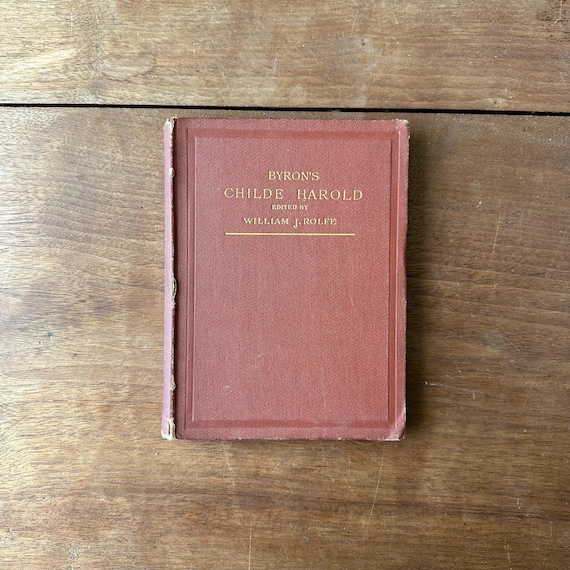 BYRON'S
CHILDE HAROLD
EDITED BY
WILLIAM J. ROLFE